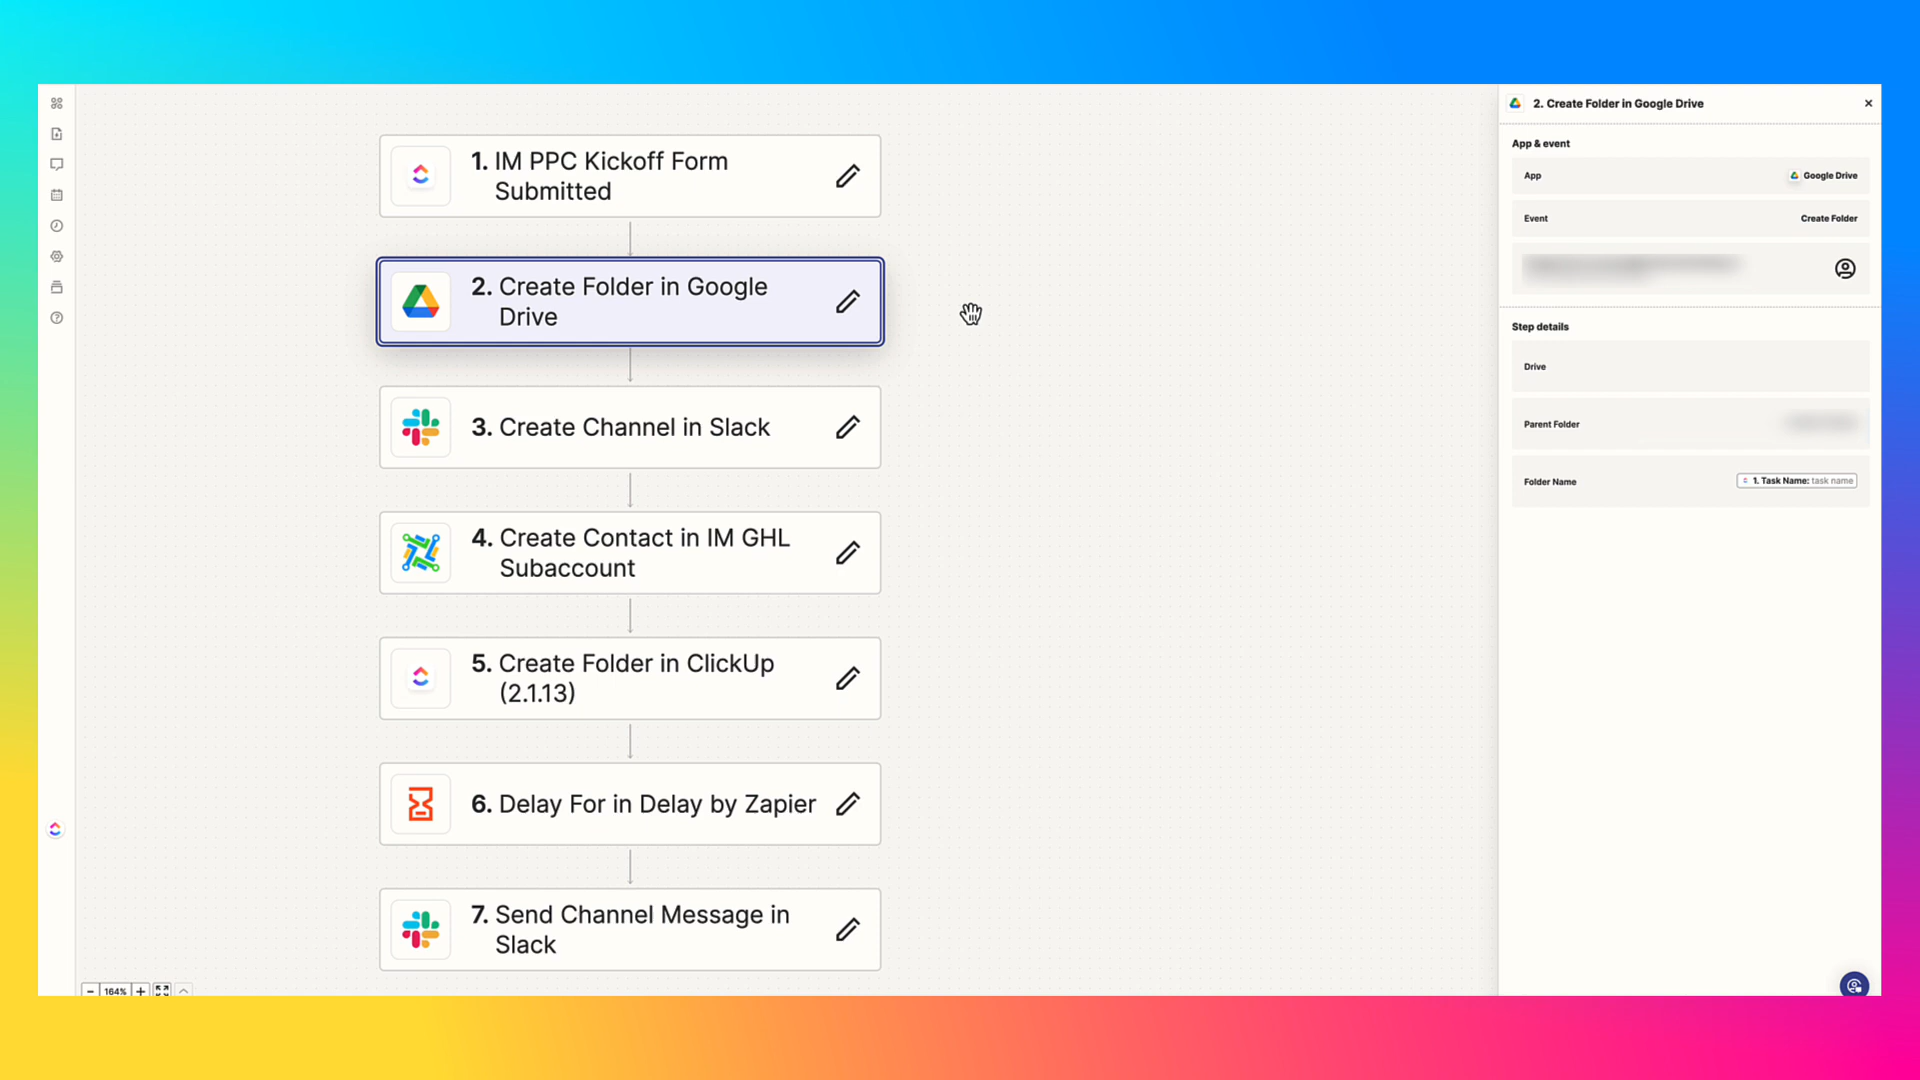 1. IM PPC Kickoff Form
Submitted
2. Create Folder in Google
Drive
3. Create Channel in Slack
4. Create Contact in IM GHL
Subaccount
5. Create Folder in ClickUp
(2.1.13)
6. Delay For in Delay by Zapier
7. Send Channel Message in
Slack
164%
2. Create Folder in Google Drive
App & event
App Google Drive
Event Create Folder
Step details
Drive
Parent Folder
Folder Name 1. Task Name: task name